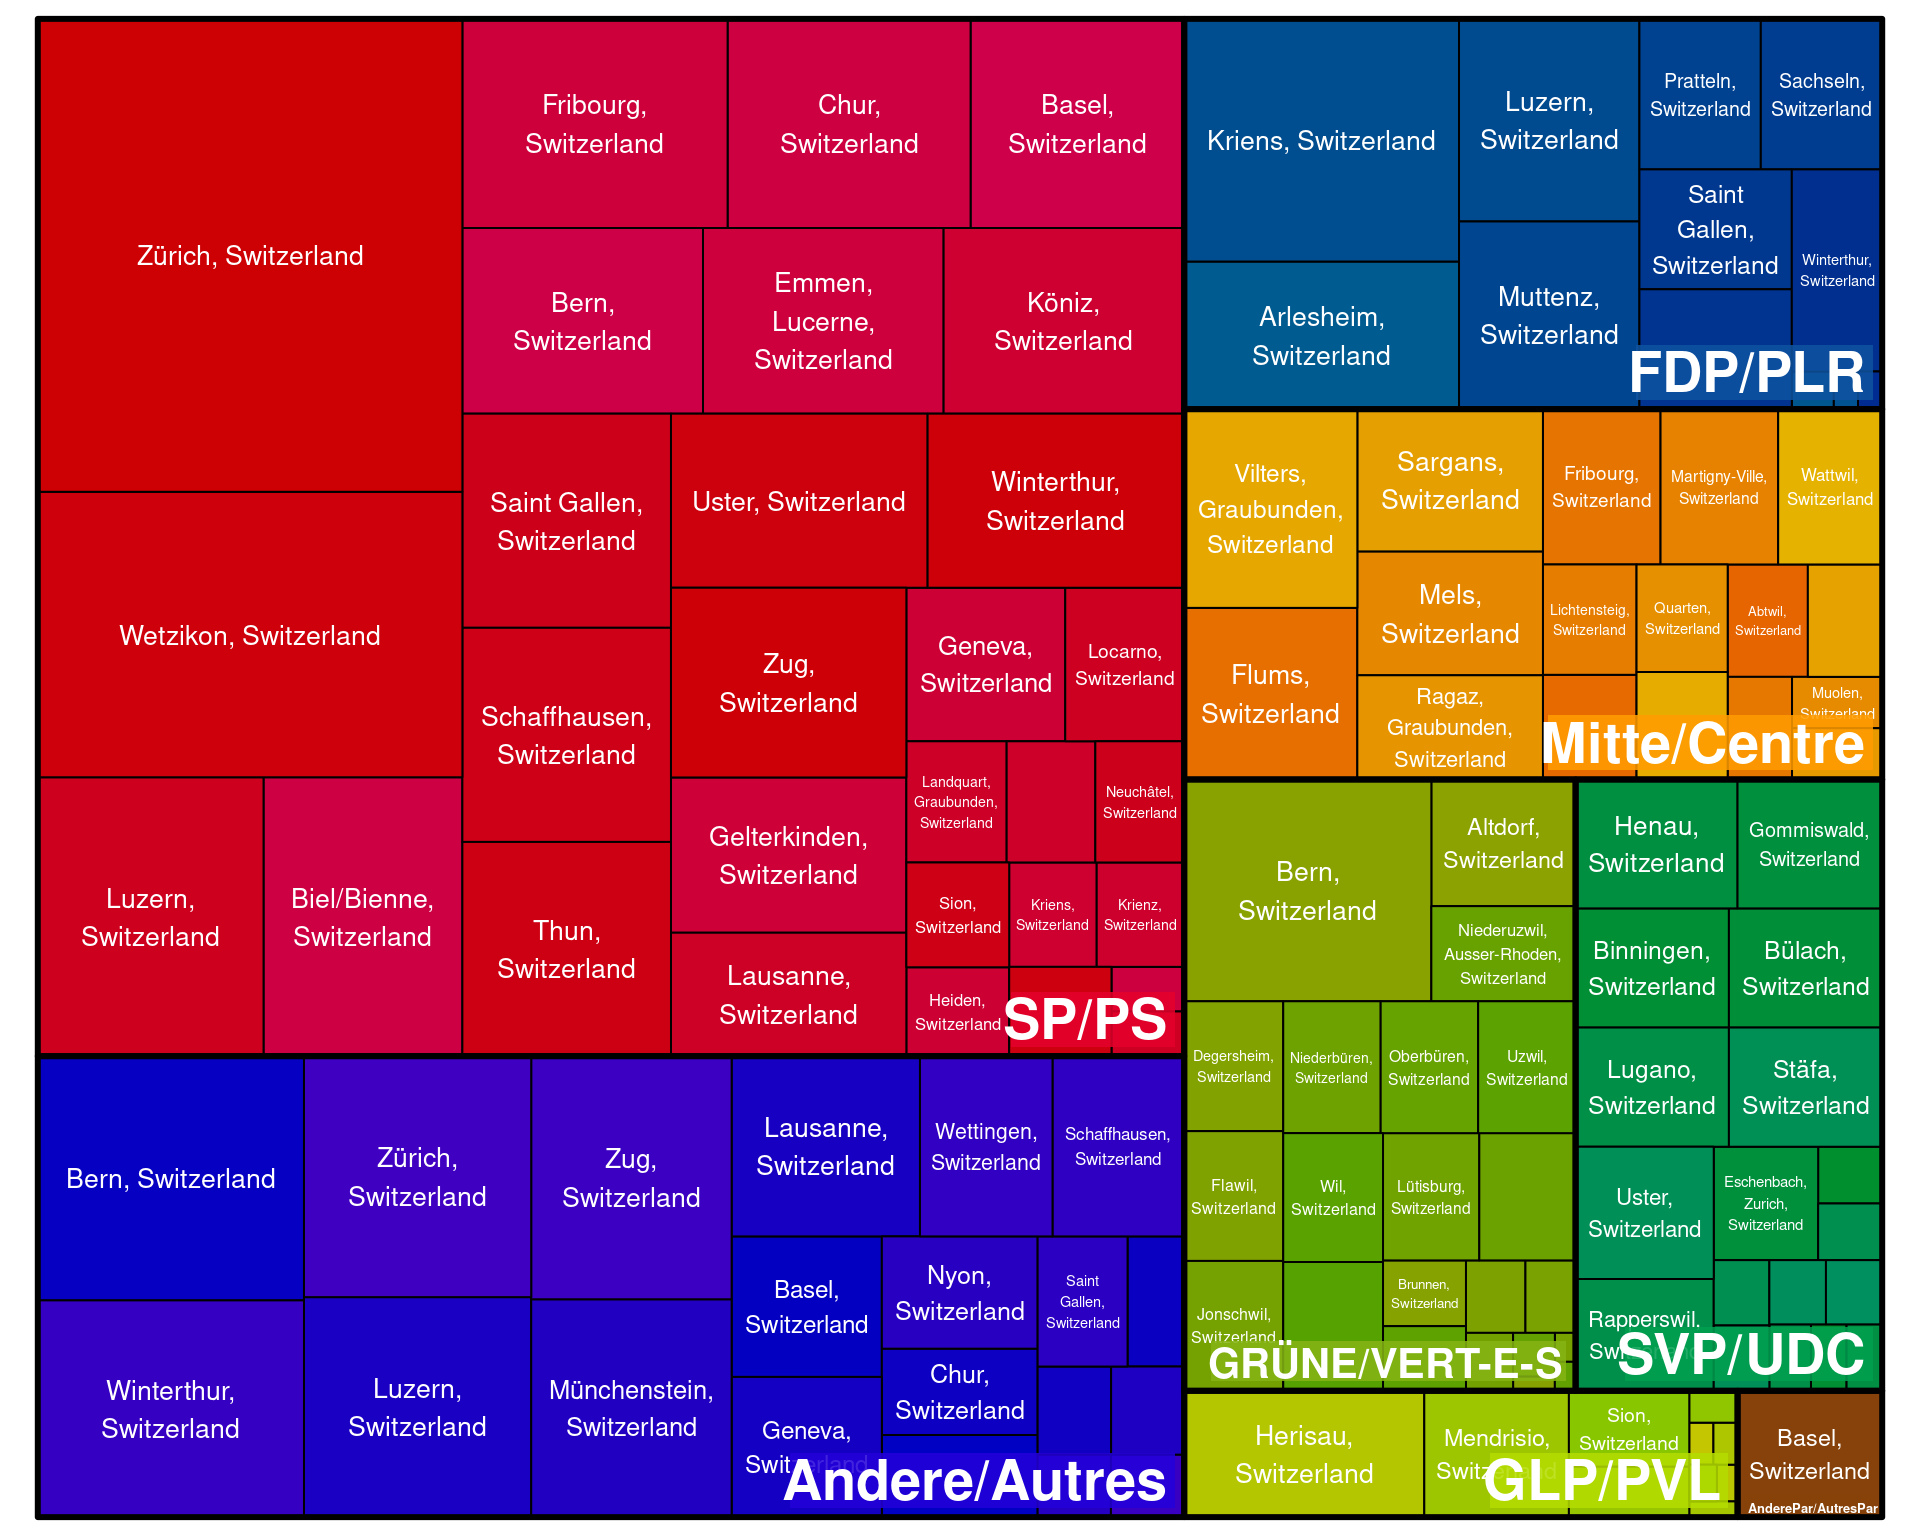 Zürich, Switzerland
Wetzikon, Switzerland
Luzern,
Switzerland
Biel/Bienne,
Switzerland
Fribourg,
Switzerland
Chur,
Switzerland
Basel,
Switzerland
Bern,
Switzerland
Emmen,
Lucerne,
Switzerland
Köniz,
Switzerland
Saint Gallen,
Switzerland
Schaffhausen,
Switzerland
Thun,
Switzerland
Uster, Switzerland
Winterthur,
Switzerland
Zug,
Switzerland
Gelterkinden,
Switzerland
Lausanne,
Switzerland
Geneva,
Switzerland
Locarno,
Switzerland
Landquart,
Graubunden,
Switzerland
Neuchâtel,
Switzerland
Sion,
Switzerland
Kriens,
Switzerland
Krienz,
Switzerland
Heiden,
Switzerland
SP/PS
Bern, Switzerland
Winterthur,
Switzerland
Zürich,
Switzerland
Luzern,
Switzerland
Zug,
Switzerland
Münchenstein,
Switzerland
Lausanne,
Switzerland
Wettingen,
Switzerland
Schaffhausen,
Switzerland
Basel,
Switzerland
Geneva,
Switzerland
Nyon,
Switzerland
Chur,
Switzerland
Saint
Gallen,
Switzerland
Andere/Autres
Kriens, Switzerland
Arlesheim,
Switzerland
Luzern,
Switzerland
Muttenz,
Switzerland
Pratteln,
Switzerland
Sachseln,
Switzerland
Saint
Gallen,
Switzerland
Winterthur,
Switzerland
FDP/PLR
Vilters,
Graubunden,
Switzerland
Flums,
Switzerland
Sargans,
Switzerland
Mels,
Switzerland
Ragaz,
Graubunden,
Switzerland
Fribourg,
Switzerland
Martigny-Ville,
Switzerland
Wattwil,
Switzerland
Lichtensteig,
Switzerland
Quarten,
Switzerland
Abtwil,
Switzerland
Muolen,
Switzerland
Mitte/Centre
Bern,
Switzerland
Altdorf,
Switzerland
Niederuzwil,
Ausser-Rhoden,
Switzerland
Degersheim,
Switzerland
Niederbüren,
Switzerland
Oberbüren,
Switzerland
Uzwil,
Switzerland
Flawil,
Switzerland
Wil,
Switzerland
Lütisburg,
Switzerland
Jonschwil,
Switzerland
Brunnen,
Switzerland
GRÜNE/VERT-E-S
Henau,
Switzerland
Gommiswald,
Switzerland
Binningen,
Switzerland
Bülach,
Switzerland
Lugano,
Switzerland
Stäfa,
Switzerland
Uster,
Switzerland
Eschenbach,
Zurich,
Switzerland
Rapperswil,
SVP/UDC
Herisau,
Switzerland
Mendrisio,
Switzerland
Sion,
Switzerland
GLP/PVL
Basel,
Switzerland
AnderePar/AutresPar